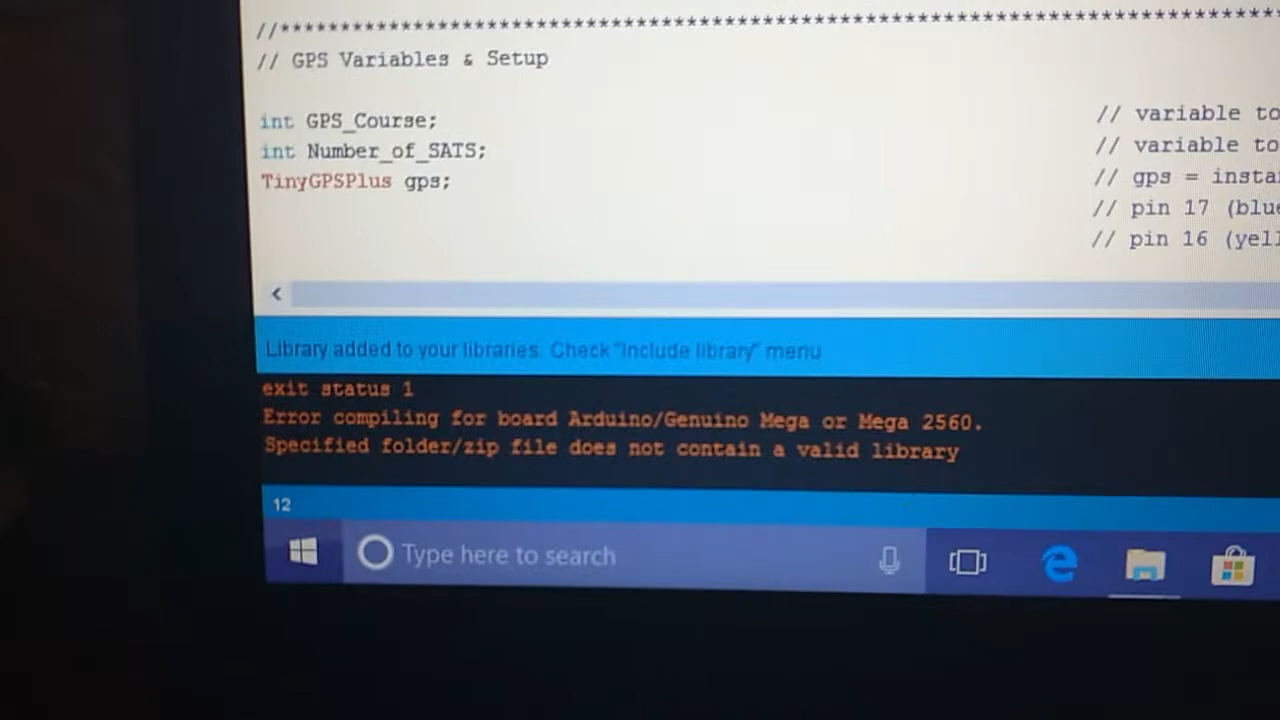 //**********************************************************************************
// GPS Variables & Setup
int GPS_Course; // variable to
int Number_of_SATS; // variable to
TinyGPSPlus gps; // gps = insta
// pin 17 (blue
// pin 16 (yell
Library added to your libraries. Check "Include library" menu
exit status 1
Error compiling for board Arduino/Genuino Mega or Mega 2560.
Specified folder/zip file does not contain a valid library
12
Type here to search